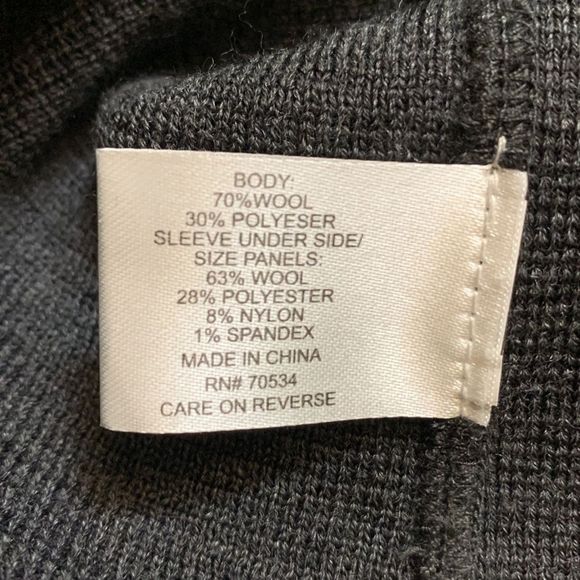 BODY:
70%WOOL
30% POLYESER
SLEEVE UNDER SIDE/
SIZE PANELS:
63% WOOL
28% POLYESTER
8% NYLON
1% SPANDEX
MADE IN CHINA
RN# 70534
CARE ON REVERSE